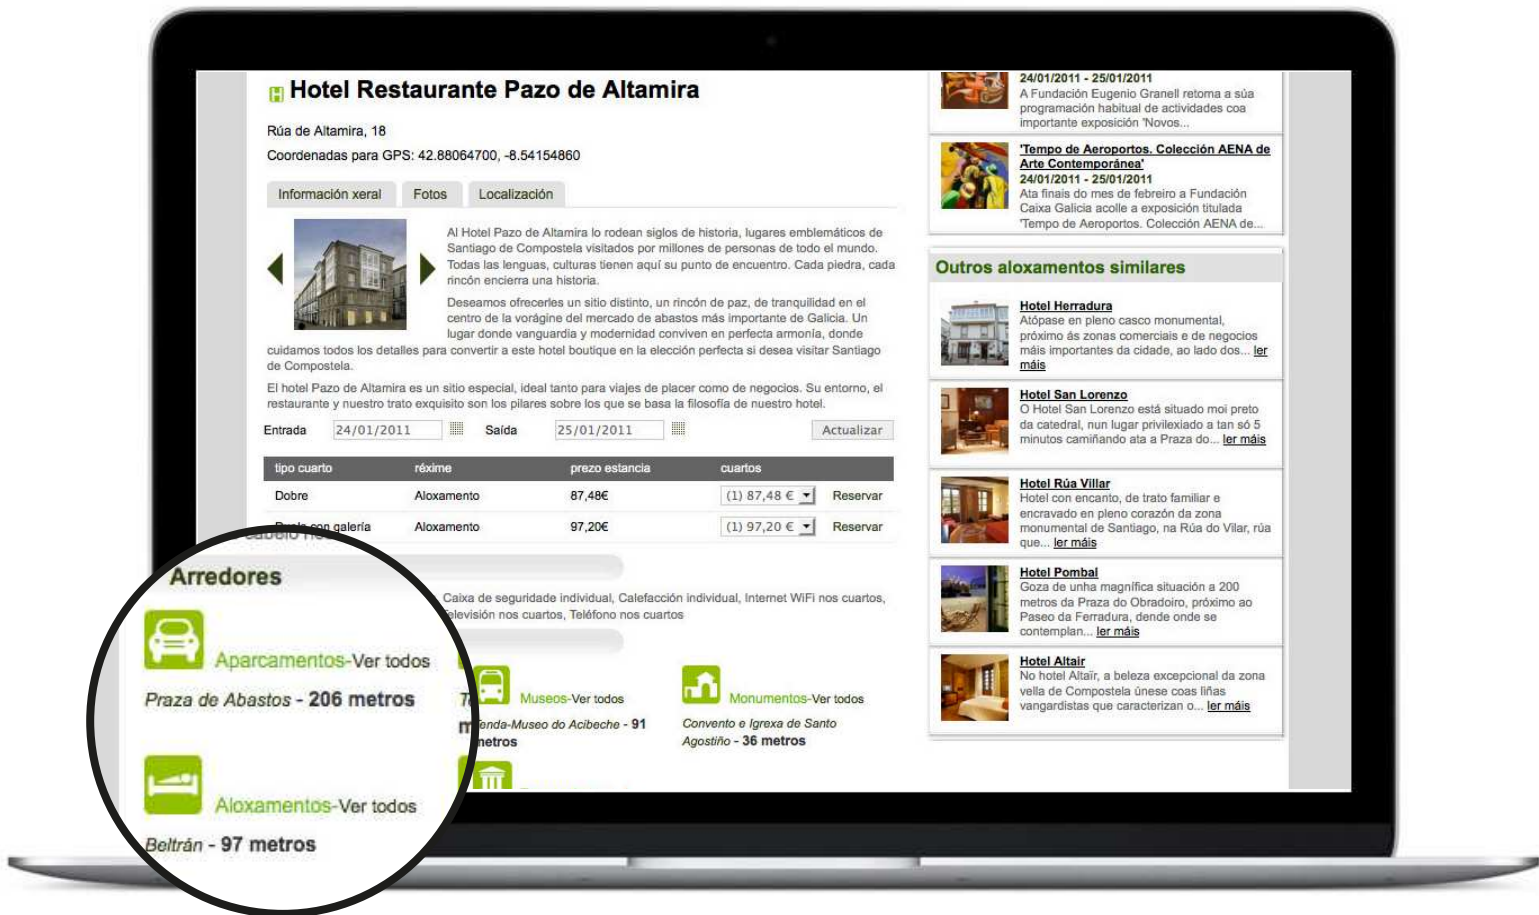 Hotel Restaurante Pazo de Altamira
Rúa de Altamira, 18
Coordenadas para GPS: 42.88064700, -8.54154860
Información xeral
Fotos
Localización
Al Hotel Pazo de Altamira lo rodean siglos de historia, lugares emblemáticos de
Santiago de Compostela visitados por millones de personas de todo el mundo.
Todas las lenguas, culturas tienen aquí su punto de encuentro. Cada piedra, cada
rincón encierra una historia.
Deseamos ofrecerles un sitio distinto, un rincón de paz, de tranquilidad en el
centro de la vorágine del mercado de abastos más importante de Galicia. Un
lugar donde vanguardia y modernidad conviven en perfecta armonía, donde
cuidamos todos los detalles para convertir a este hotel boutique en la elección perfecta si desea visitar Santiago
de Compostela.
El hotel Pazo de Altamira es un sitio especial, ideal tanto para viajes de placer como de negocios. Su entorno, el
restaurante y nuestro trato exquisito son los pilares sobre los que se basa la filosofía de nuestro hotel.
Entrada 24/01/2011 Saída 25/01/2011 Actualizar
tipo cuarto réxime prezo estancia cuartos
Dobre Aloxamento 87,48€ (1) 87,48 € Reservar
con galería Aloxamento 97,20€ (1) 97,20 € Reservar
Caixa de seguridade individual, Calefacción individual, Internet WiFi nos cuartos,
Televisión nos cuartos, Teléfono nos cuartos
Arredores
Aparcamentos-Ver todos
Praza de Abastos - 206 metros
Aloxamentos-Ver todos
Beltrán - 97 metros
Museos-Ver todos
Tenda-Museo do Acibeche - 91
metros
Monumentos-Ver todos
Convento e Igrexa de Santo
Agostiño - 36 metros
24/01/2011 - 25/01/2011
A Fundación Eugenio Granell retoma a súa
programación habitual de actividades coa
importante exposición 'Novos...
'Tempo de Aeroportos. Colección AENA de
Arte Contemporánea'
24/01/2011 - 25/01/2011
Ata finais do mes de febreiro a Fundación
Caixa Galicia acolle a exposición titulada
'Tempo de Aeroportos. Colección AENA de...
Outros aloxamentos similares
Hotel Herradura
Atópase en pleno casco monumental,
próximo ás zonas comerciais e de negocios
máis importantes da cidade, ao lado dos... ler
máis
Hotel San Lorenzo
O Hotel San Lorenzo está situado moi preto
da catedral, nun lugar privilexiado a tan só 5
minutos camiñando ata a Praza do... ler máis
Hotel Rúa Villar
Hotel con encanto, de trato familiar e
encravado en pleno corazón da zona
monumental de Santiago, na Rúa do Vilar, rúa
que... ler máis
Hotel Pombal
Goza de unha magnífica situación a 200
metros da Praza do Obradoiro, próximo ao
Paseo da Ferradura, dende onde se
contemplan... ler máis
Hotel Altair
No hotel Altaïr, a beleza excepcional da zona
vella de Compostela únese coas liñas
vangardistas que caracterizan o... ler máis